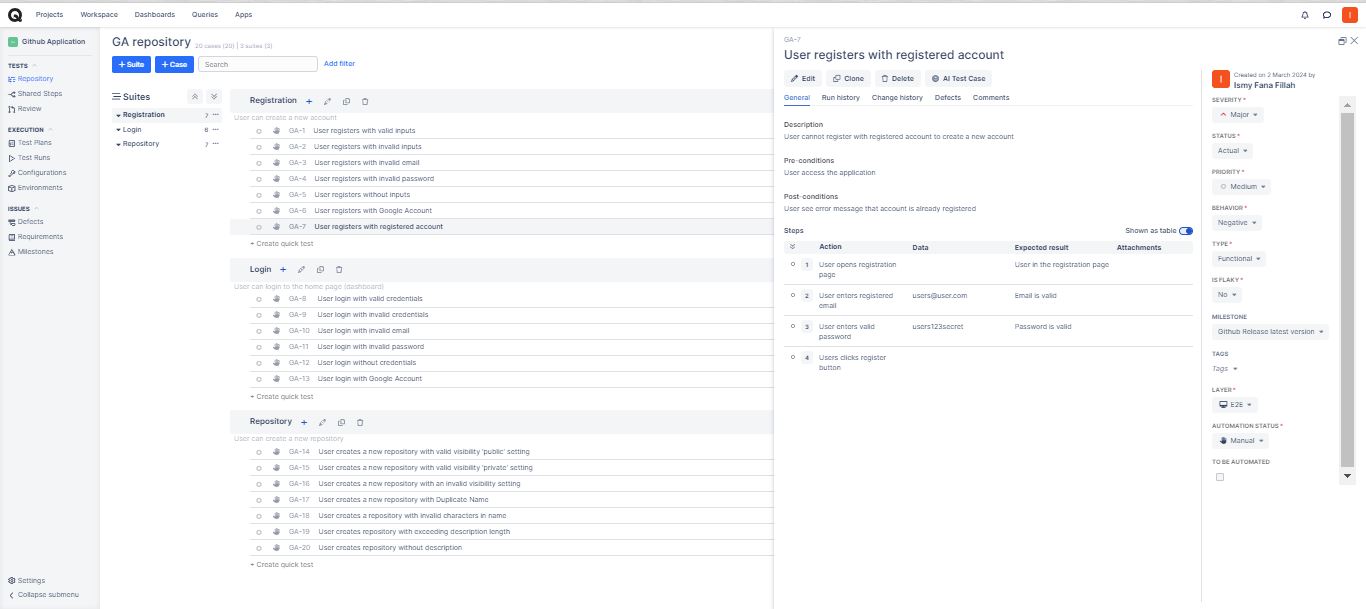 Projects Workspace Dashboards Queries Apps
I
Github Application
TESTS
Repository
Shared Steps
Review
EXECUTION
Test Plans
Test Runs
Configurations
Environments
ISSUES
Defects
Requirements
Milestones
Settings
Collapse submenu
GA repository 20 cases (20) | 3 suites (3)
+ Suite + Case Search Add filter
Suites
Registration 7 ...
Login 6 ...
Repository 7 ...
Registration +
User can create a new account
GA-1 User registers with valid inputs
GA-2 User registers with invalid inputs
GA-3 User registers with invalid email
GA-4 User registers with invalid password
GA-5 User registers without inputs
GA-6 User registers with Google Account
GA-7 User registers with registered account
+ Create quick test
Login +
User can login to the home page (dashboard)
GA-8 User login with valid credentials
GA-9 User login with invalid credentials
GA-10 User login with invalid email
GA-11 User login with invalid password
GA-12 User login without credentials
GA-13 User login with Google Account
+ Create quick test
Repository +
User can create a new repository
GA-14 User creates a new repository with valid visibility 'public' setting
GA-15 User creates a new repository with valid visibility 'private' setting
GA-16 User creates a new repository with an invalid visibility setting
GA-17 User creates a new repository with Duplicate Name
GA-18 User creates a repository with invalid characters in name
GA-19 User creates repository with exceeding description length
GA-20 User creates repository without description
+ Create quick test
GA-7
User registers with registered account
Edit Clone Delete AI Test Case
General Run history Change history Defects Comments
Description
User cannot register with registered account to create a new account
Pre-conditions
User access the application
Post-conditions
User see error message that account is already registered
Steps Shown as table
Action Data Expected result Attachments
1 User opens registration page User in the registration page
2 User enters registered email users@user.com Email is valid
3 User enters valid password users123secret Password is valid
4 Users clicks register button
I
Created on 2 March 2024 by
Ismy Fana Fillah
SEVERITY *
Major
STATUS *
Actual
PRIORITY *
Medium
BEHAVIOR *
Negative
TYPE *
Functional
IS FLAKY *
No
MILESTONE
Github Release latest version
TAGS
Tags
LAYER *
E2E
AUTOMATION STATUS *
Manual
TO BE AUTOMATED